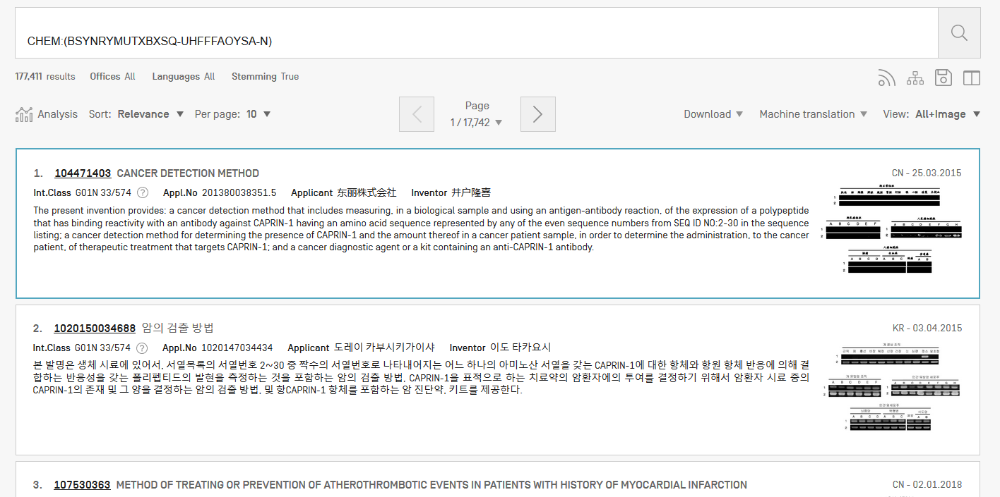 CHEM:(BSYNRYMUTXBXSQ-UHFFFAOYSA-N)
177,411 results Offices All Languages All Stemming True
Analysis Sort: Relevance Per page: 10 Page 1 / 17,742 Download Machine translation View: All+Image
1. 104471403 CANCER DETECTION METHOD CN - 25.03.2015
Int.Class G01N 33/574 ? Appl.No 201380038351.5 Applicant 东丽株式会社 Inventor 井户隆喜
The present invention provides: a cancer detection method that includes measuring, in a biological sample and using an antigen-antibody reaction, of the expression of a polypeptide
that has binding reactivity with an antibody against CAPRIN-1 having an amino acid sequence represented by any of the even sequence numbers from SEQ ID NO:2-30 in the sequence
listing; a cancer detection method for determining the presence of CAPRIN-1 and the amount thereof in a cancer patient sample, in order to determine the administration, to the cancer
patient, of therapeutic treatment that targets CAPRIN-1; and a cancer diagnostic agent or a kit containing an anti-CAPRIN-1 antibody.
2. 1020150034688 암의 검출 방법 KR - 03.04.2015
Int.Class G01N 33/574 ? Appl.No 1020147034434 Applicant 도레이 카부시키가이샤 Inventor 이도 타카요시
본 발명은 생체 시료에 있어서, 서열목록의 서열번호 2~30 중 짝수의 서열번호로 나타내어지는 어느 하나의 아미노산 서열을 갖는 CAPRIN-1에 대한 항체와 항원 항체 반응에 의해 결
합하는 반응성을 갖는 폴리펩티드의 발현을 측정하는 것을 포함하는 암의 검출 방법, CAPRIN-1을 표적으로 하는 치료약의 암환자에의 투여를 결정하기 위해서 암환자 시료 중의
CAPRIN-1의 존재 및 그 양을 결정하는 암의 검출 방법, 및 항CAPRIN-1 항체를 포함하는 암 진단약, 키트를 제공한다.
3. 107530363 METHOD OF TREATING OR PREVENTION OF ATHEROTHROMBOTIC EVENTS IN PATIENTS WITH HISTORY OF MYOCARDIAL INFARCTION CN - 02.01.2018